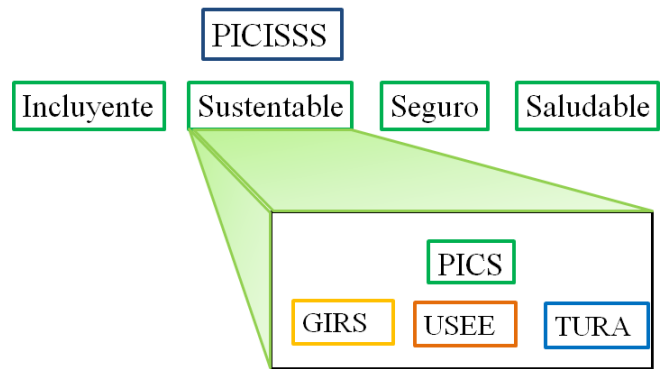 PICISSS
Incluyente Sustentable Seguro Saludable
PICS
GIRS USEE TURA